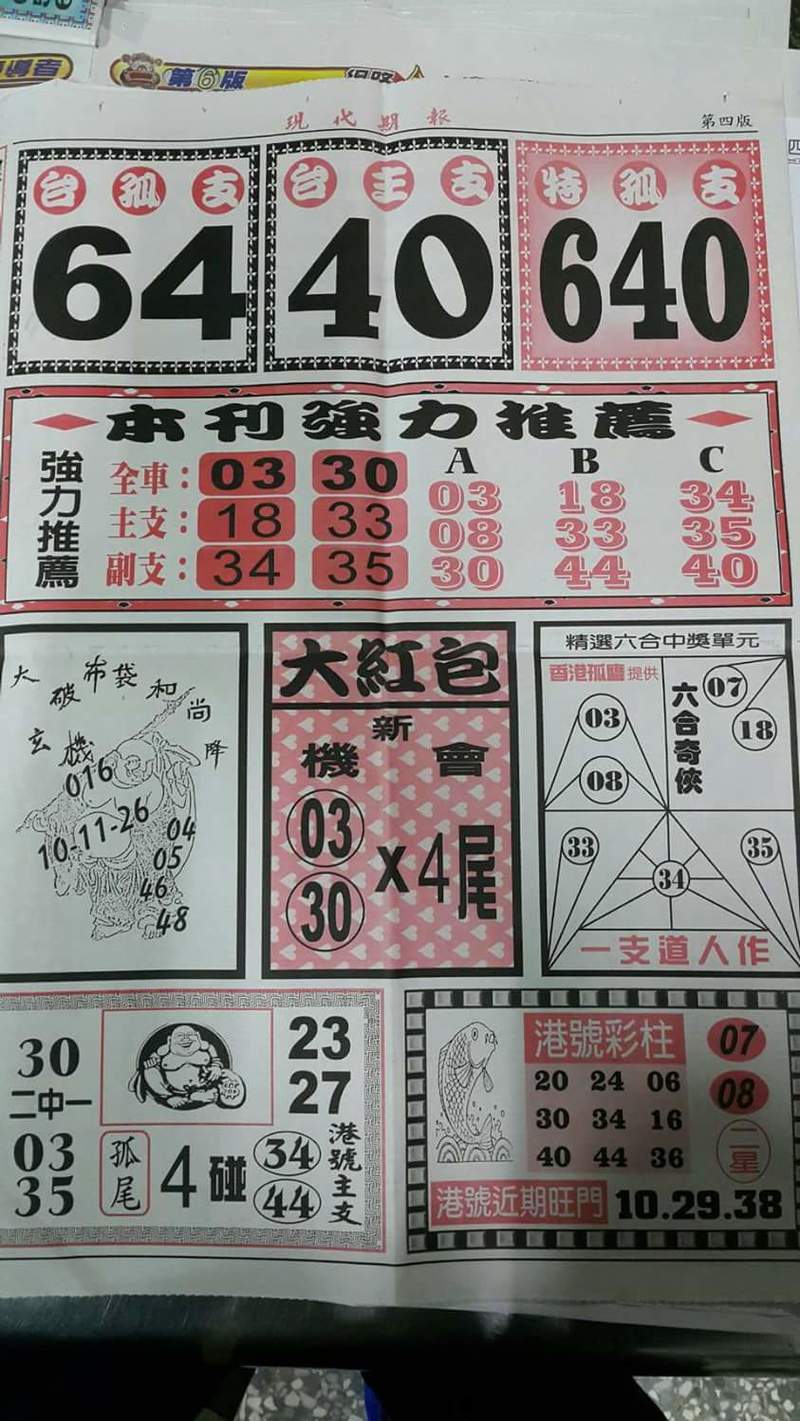 導者
第6版
現代期報
第四版
台孤支
64
台主支
40
特孤支
640
本刊強力推薦
強力推薦
全車：03 30
主支：18 33
副支：34 35
A B C
03 18 34
08 33 35
30 44 40
大破布袋和尚降
玄機
016
10-11-26
04
05
46
48
大紅包
新
機會
03
30
x4尾
精選六合中獎單元
香港孤鷹提供
03
08
六合奇俠
07
18
33
34
35
一支道人作
30
二中一
03
35
孤尾
4碰
23
27
34
44
港號主支
港號彩柱
20 24 06
30 34 16
40 44 36
07
08
二星
港號近期旺門 10.29.38